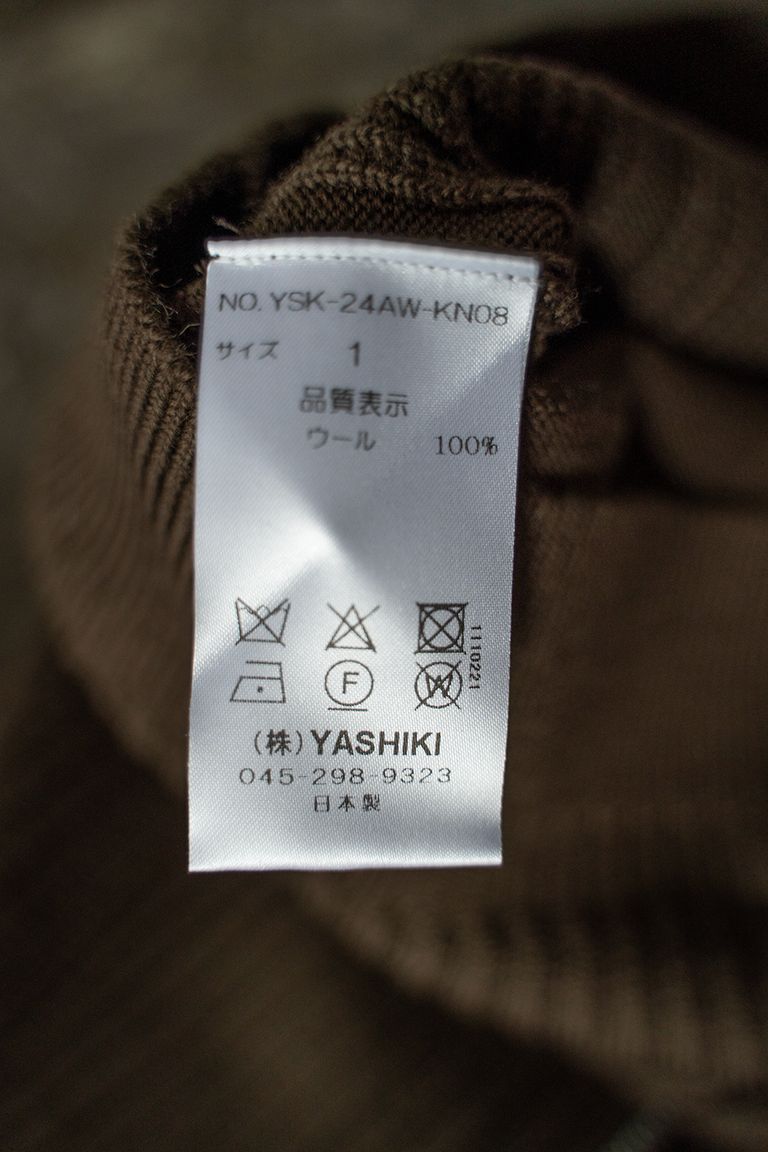 NO. YSK-24AW-KN08
サイズ 1
品質表示
ウール 100%
1110221
F
W
(株)YASHIKI
045-298-9323
日本製